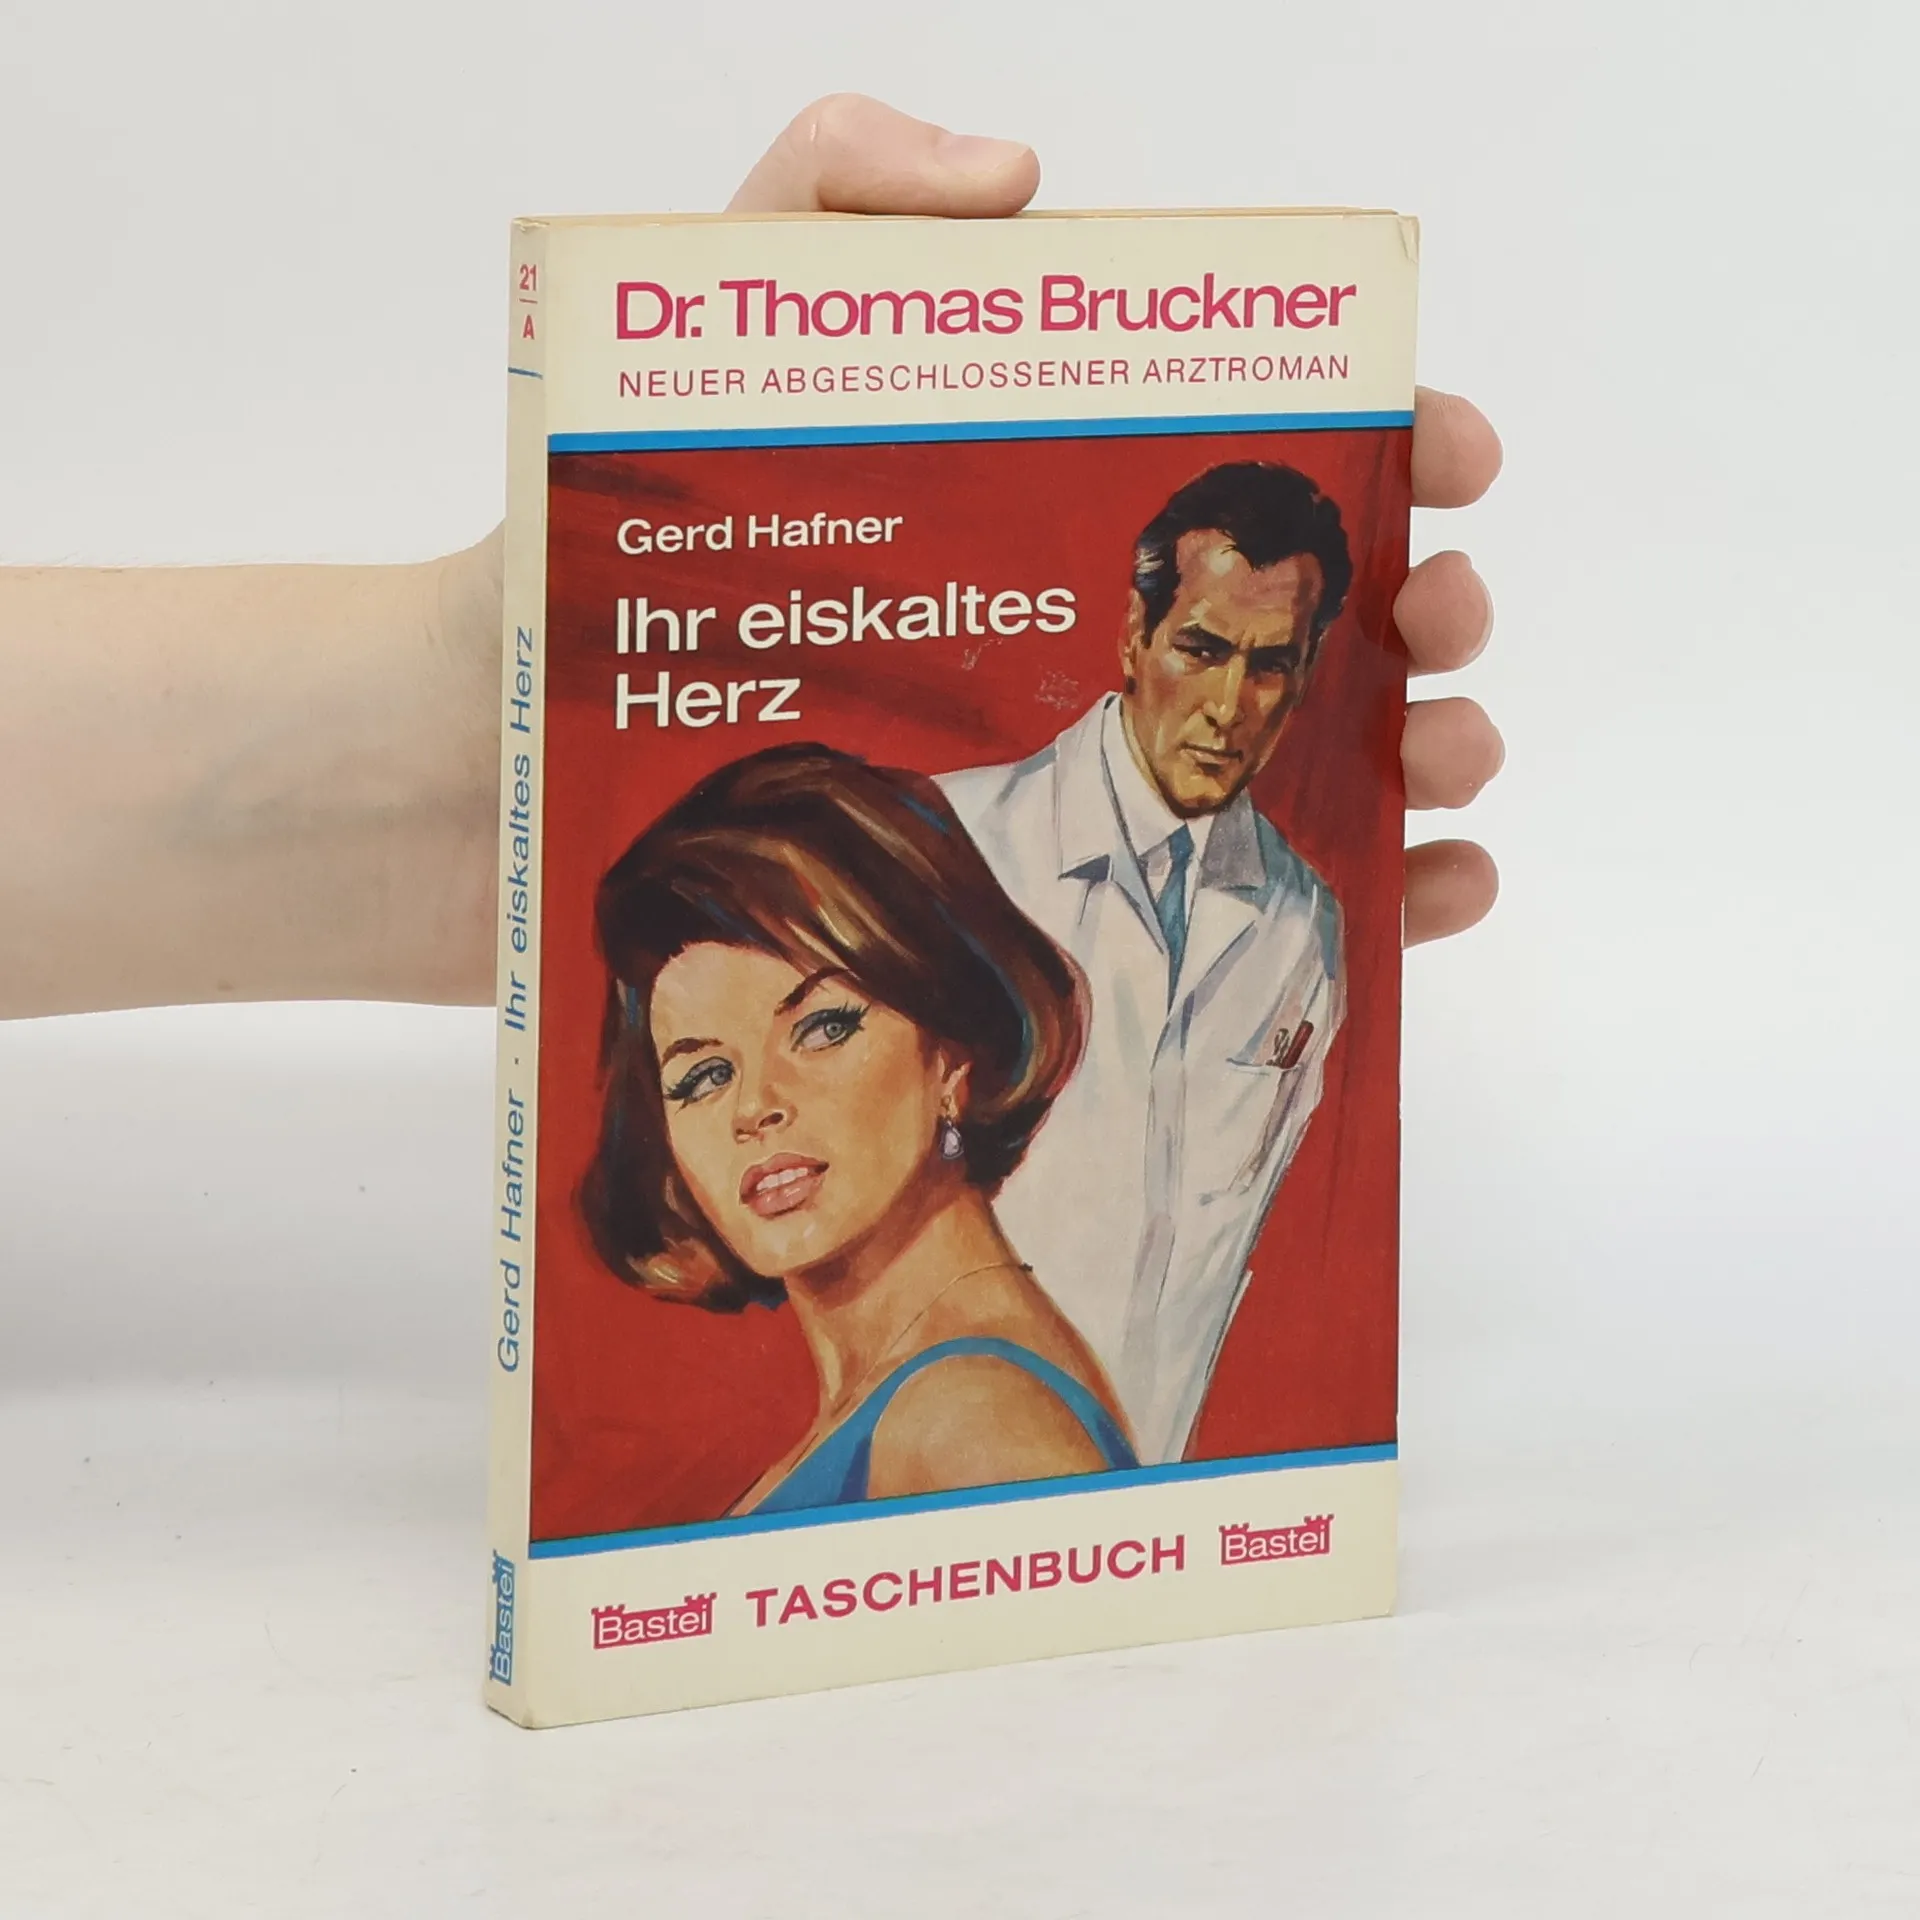 Dr. Thomas Bruckner
NEUER ABGESCHLOSSENER ARZTROMAN
Gerd Hafner
Ihr eiskaltes
Herz
Bastei TASCHENBUCH Bastei
21
A
Gerd Hafner · Ihr eiskaltes Herz
Bastei